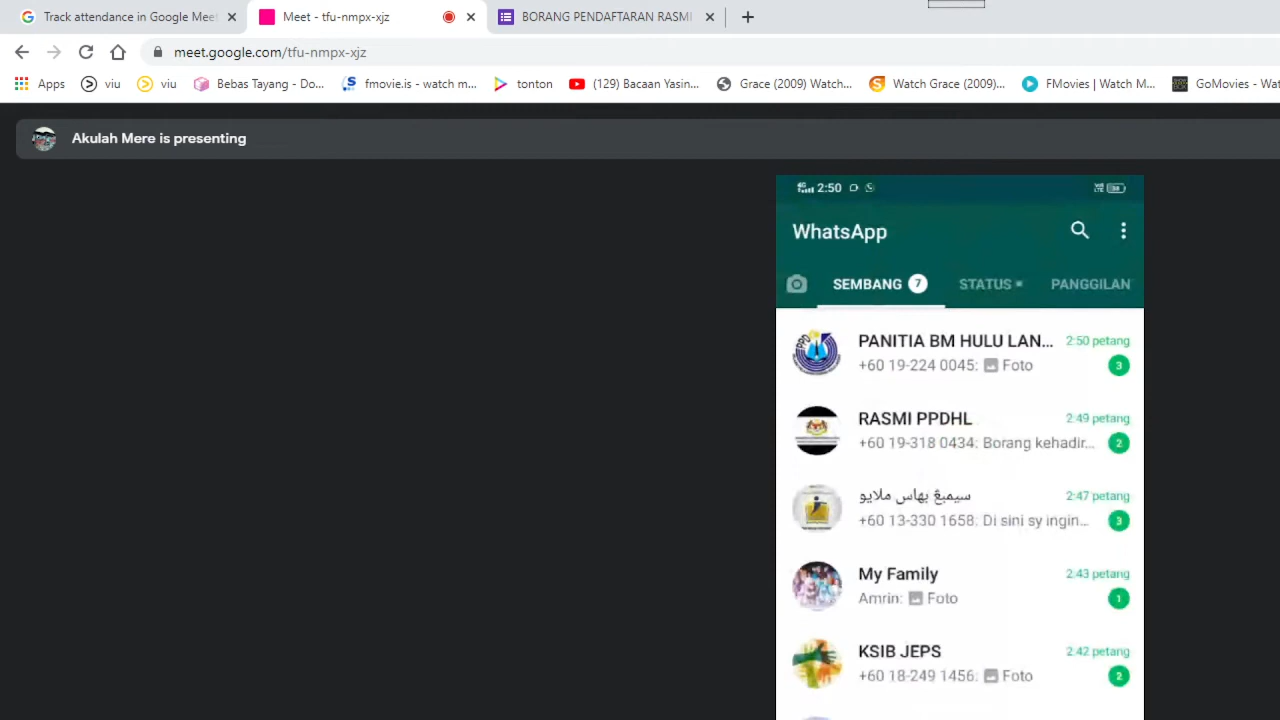 Track attendance in Google Meet
Meet - tfu-nmpx-xjz
BORANG PENDAFTARAN RASMI
meet.google.com/tfu-nmpx-xjz
Apps
viu
viu
Bebas Tayang - Do...
fmovie.is - watch m...
tonton
(129) Bacaan Yasin...
Grace (2009) Watch...
Watch Grace (2009)...
FMovies | Watch M...
GoMovies - Wat
Akulah Mere is presenting
2:50
WhatsApp
SEMBANG 7 STATUS PANGGILAN
PANITIA BM HULU LAN... 2:50 petang
+60 19-224 0045: Foto 3
RASMI PPDHL 2:49 petang
+60 19-318 0434: Borang kehadir... 2
سيمبڠ بهاس ملايو 2:47 petang
+60 13-330 1658: Di sini sy ingin... 3
My Family 2:43 petang
Amrin: Foto 1
KSIB JEPS 2:42 petang
+60 18-249 1456: Foto 2